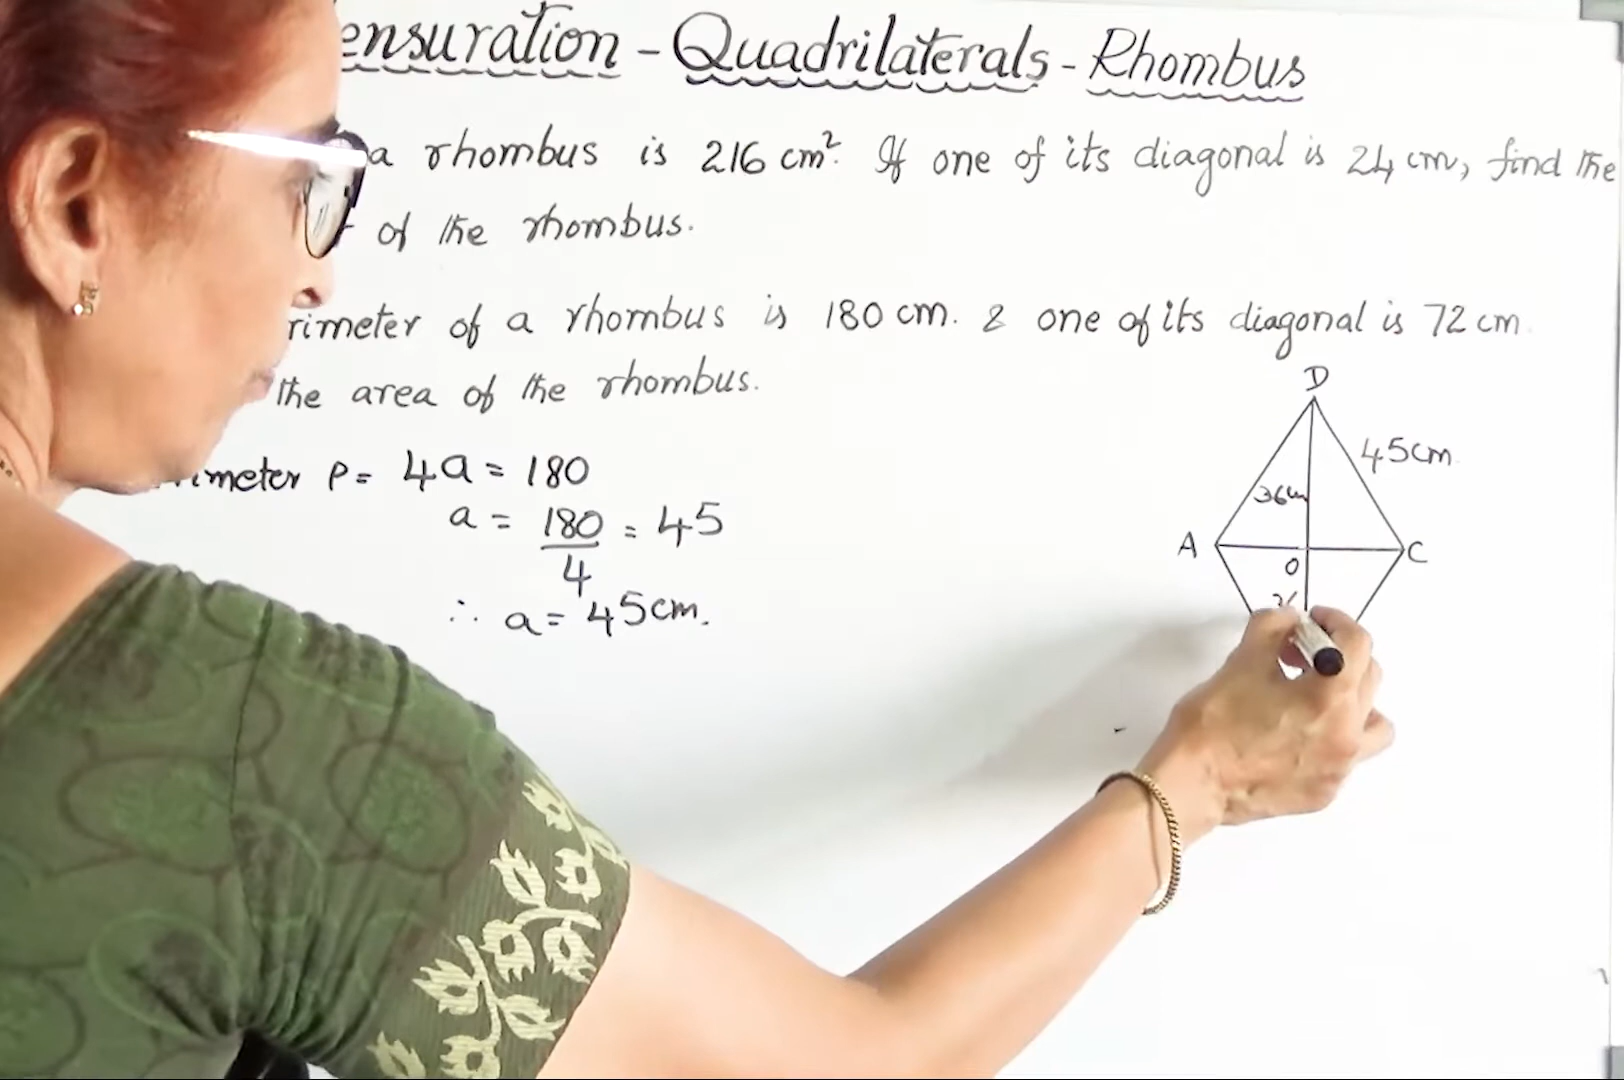 ensuration - Quadrilaterals - Rhombus
a rhombus is 216 cm². If one of its diagonal is 24 cm, find the
of the rhombus.
rimeter of a rhombus is 180 cm. & one of its diagonal is 72 cm.
the area of the rhombus.
D
45cm
imeter P = 4a = 180
36cm
a = 180/4 = 45
A
C
O
∴ a = 45cm.